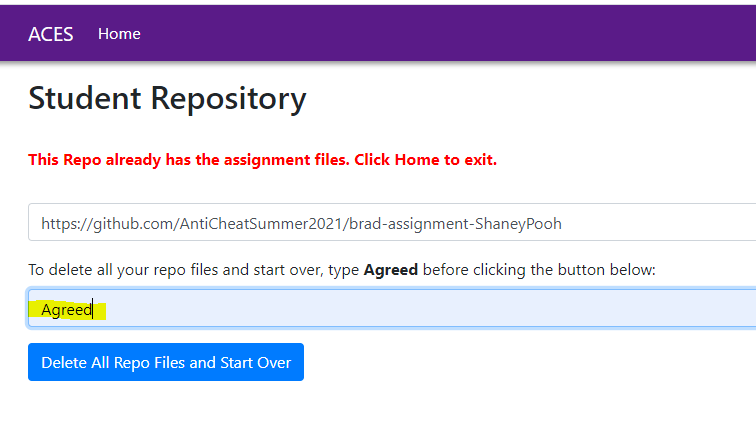 ACES Home
Student Repository
This Repo already has the assignment files. Click Home to exit.
https://github.com/AntiCheatSummer2021/brad-assignment-ShaneyPooh
To delete all your repo files and start over, type Agreed before clicking the button below:
Agreed
Delete All Repo Files and Start Over